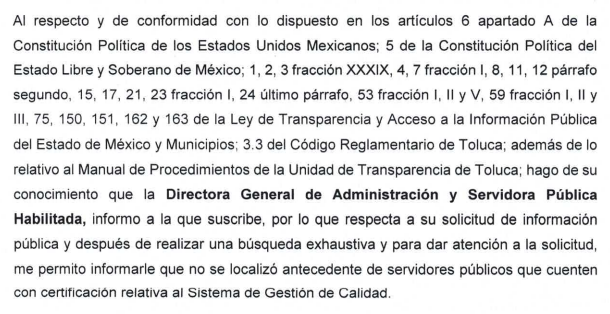 Al respecto y de conformidad con lo dispuesto en los artículos 6 apartado A de la
Constitución Política de los Estados Unidos Mexicanos; 5 de la Constitución Política del
Estado Libre y Soberano de México; 1, 2, 3 fracción XXXIX, 4, 7 fracción I, 8, 11, 12 párrafo
segundo, 15, 17, 21, 23 fracción I, 24 último párrafo, 53 fracción I, II y V, 59 fracción I, II y
III, 75, 150, 151, 162 y 163 de la Ley de Transparencia y Acceso a la Información Pública
del Estado de México y Municipios; 3.3 del Código Reglamentario de Toluca; además de lo
relativo al Manual de Procedimientos de la Unidad de Transparencia de Toluca; hago de su
conocimiento que la Directora General de Administración y Servidora Pública
Habilitada, informo a la que suscribe, por lo que respecta a su solicitud de información
pública y después de realizar una búsqueda exhaustiva y para dar atención a la solicitud,
me permito informarle que no se localizó antecedente de servidores públicos que cuenten
con certificación relativa al Sistema de Gestión de Calidad.